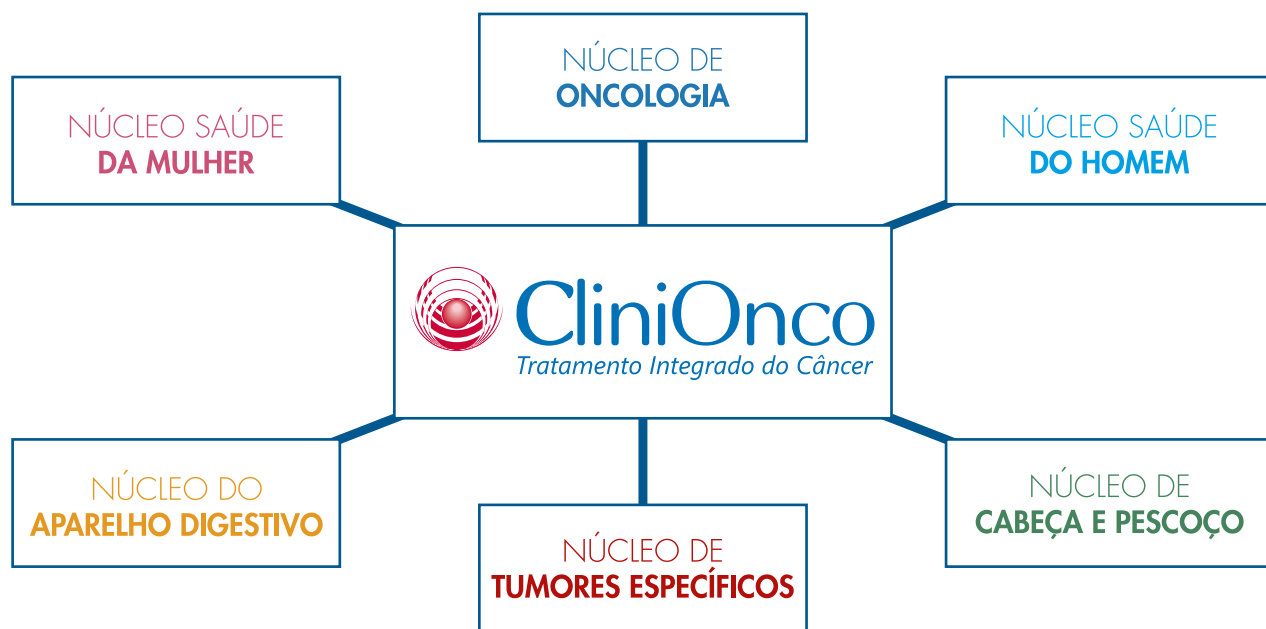 NÚCLEO DE
ONCOLOGIA
NÚCLEO SAÚDE
DA MULHER
NÚCLEO SAÚDE
DO HOMEM
CliniOnco
Tratamento Integrado do Câncer
NÚCLEO DO
APARELHO DIGESTIVO
NÚCLEO DE
CABEÇA E PESCOÇO
NÚCLEO DE
TUMORES ESPECÍFICOS